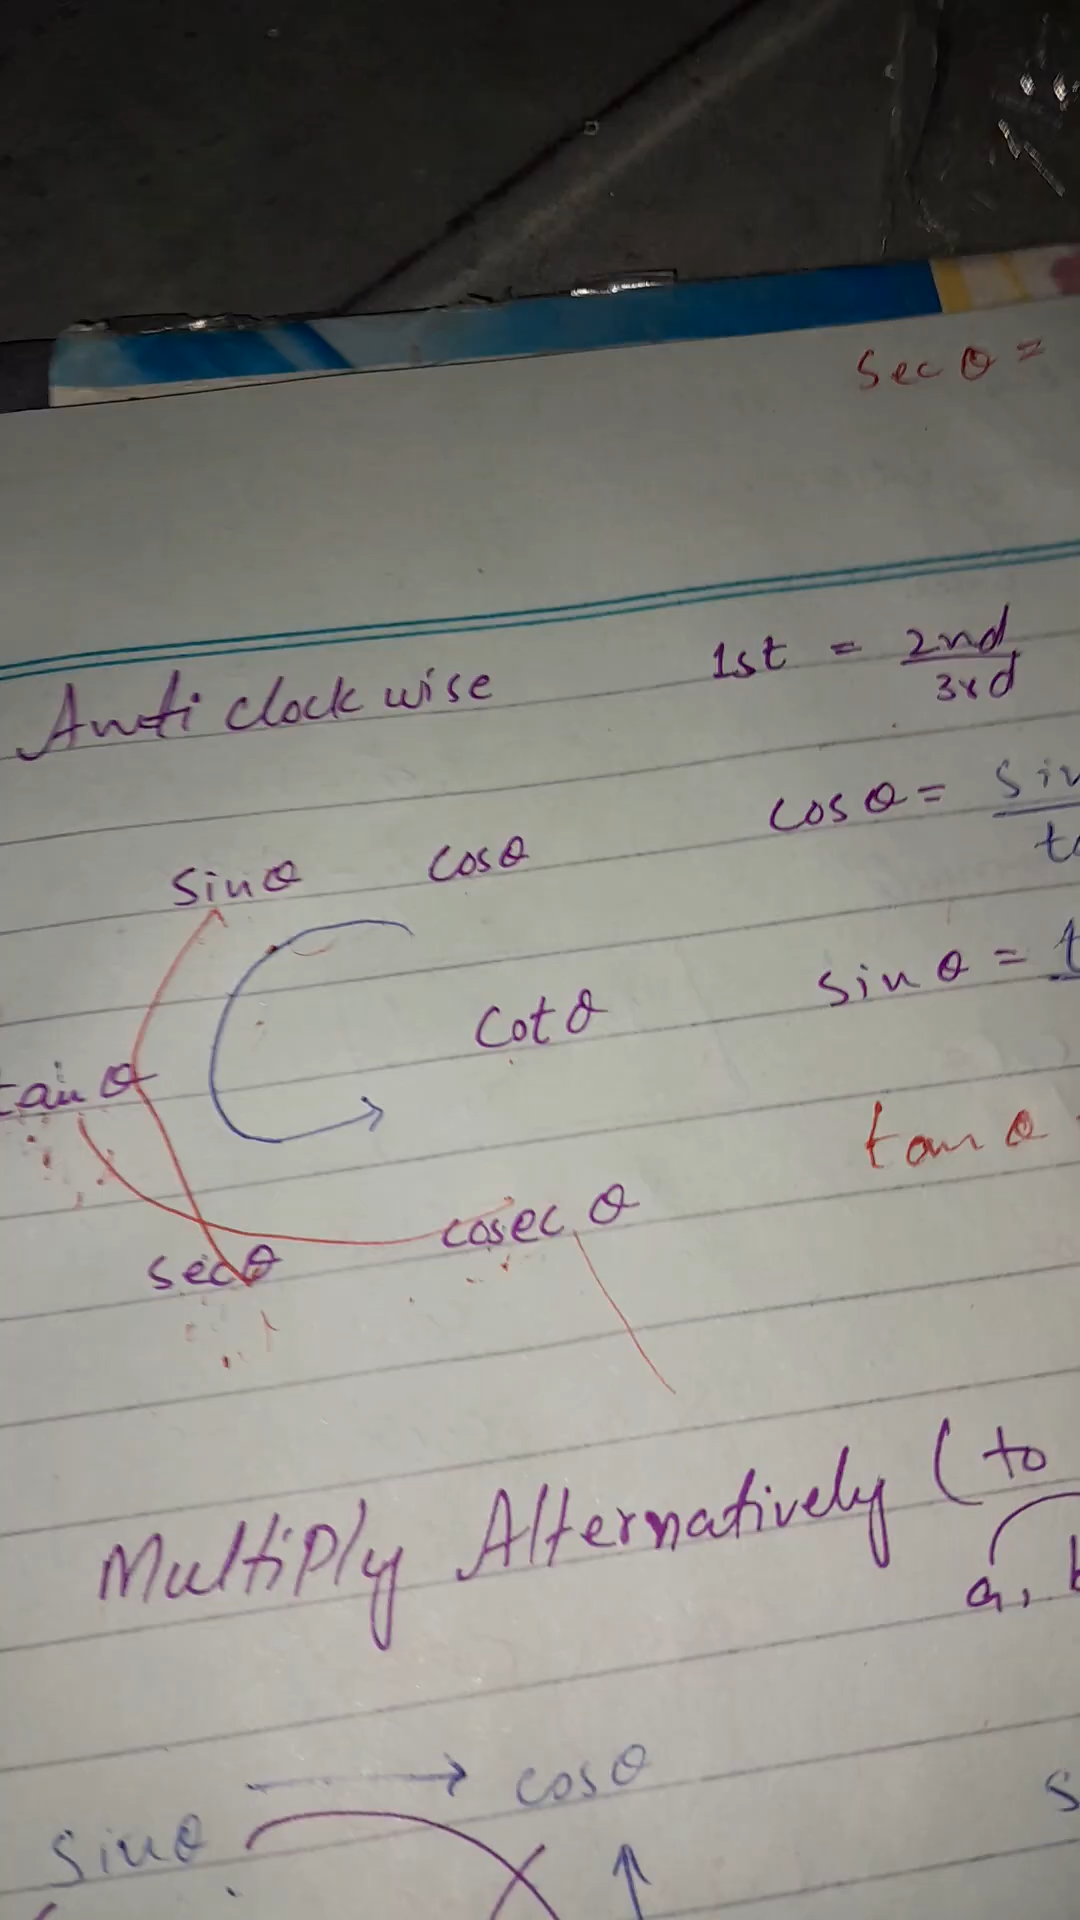 Sec θ =
Anti clock wise 1st = 2nd / 3rd
cos θ =
sin θ cos θ
sin θ =
cot θ
tan θ
tan θ
cosec θ
sec θ
Multiply Alternatively (to
a,
cos θ
sin θ